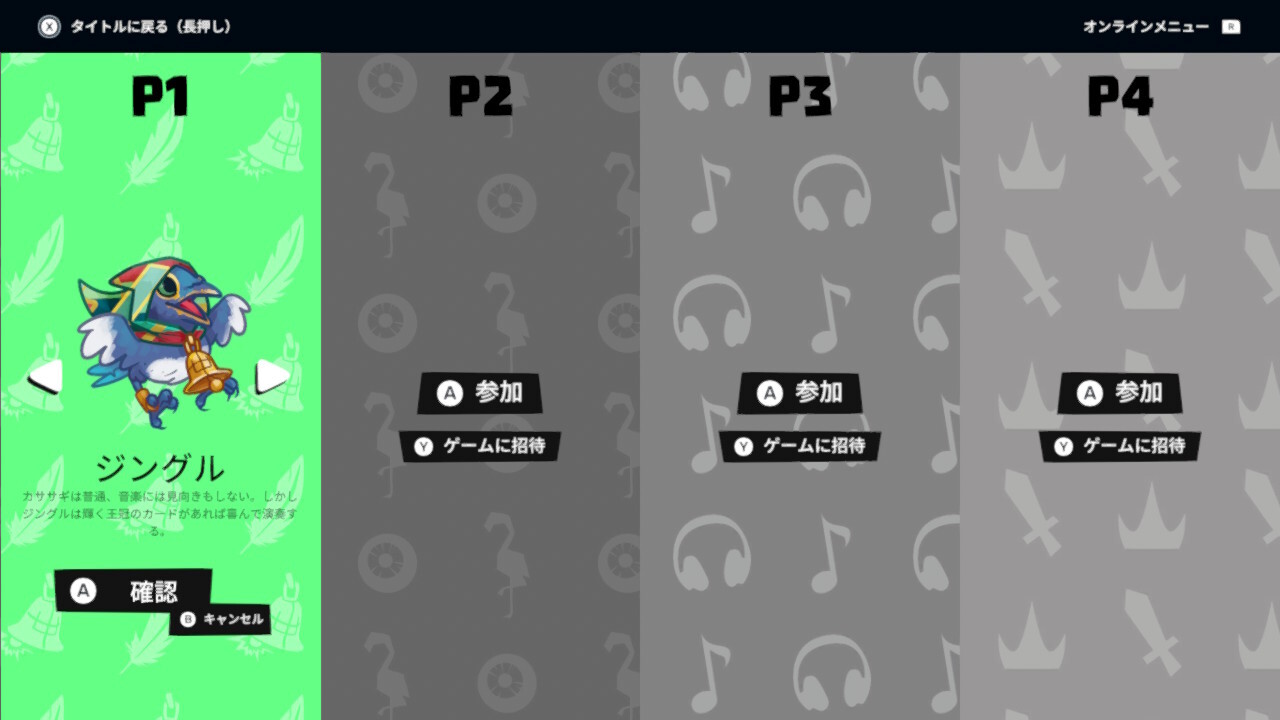 X タイトルに戻る（長押し）
オンラインメニュー R
P1
P2
P3
P4
A 参加
A 参加
A 参加
Y ゲームに招待
Y ゲームに招待
Y ゲームに招待
ジングル
カササギは普通、音楽には見向きもしない。しかし
ジングルは輝く王冠のカードがあれば喜んで演奏す
る。
A 確認
B キャンセル